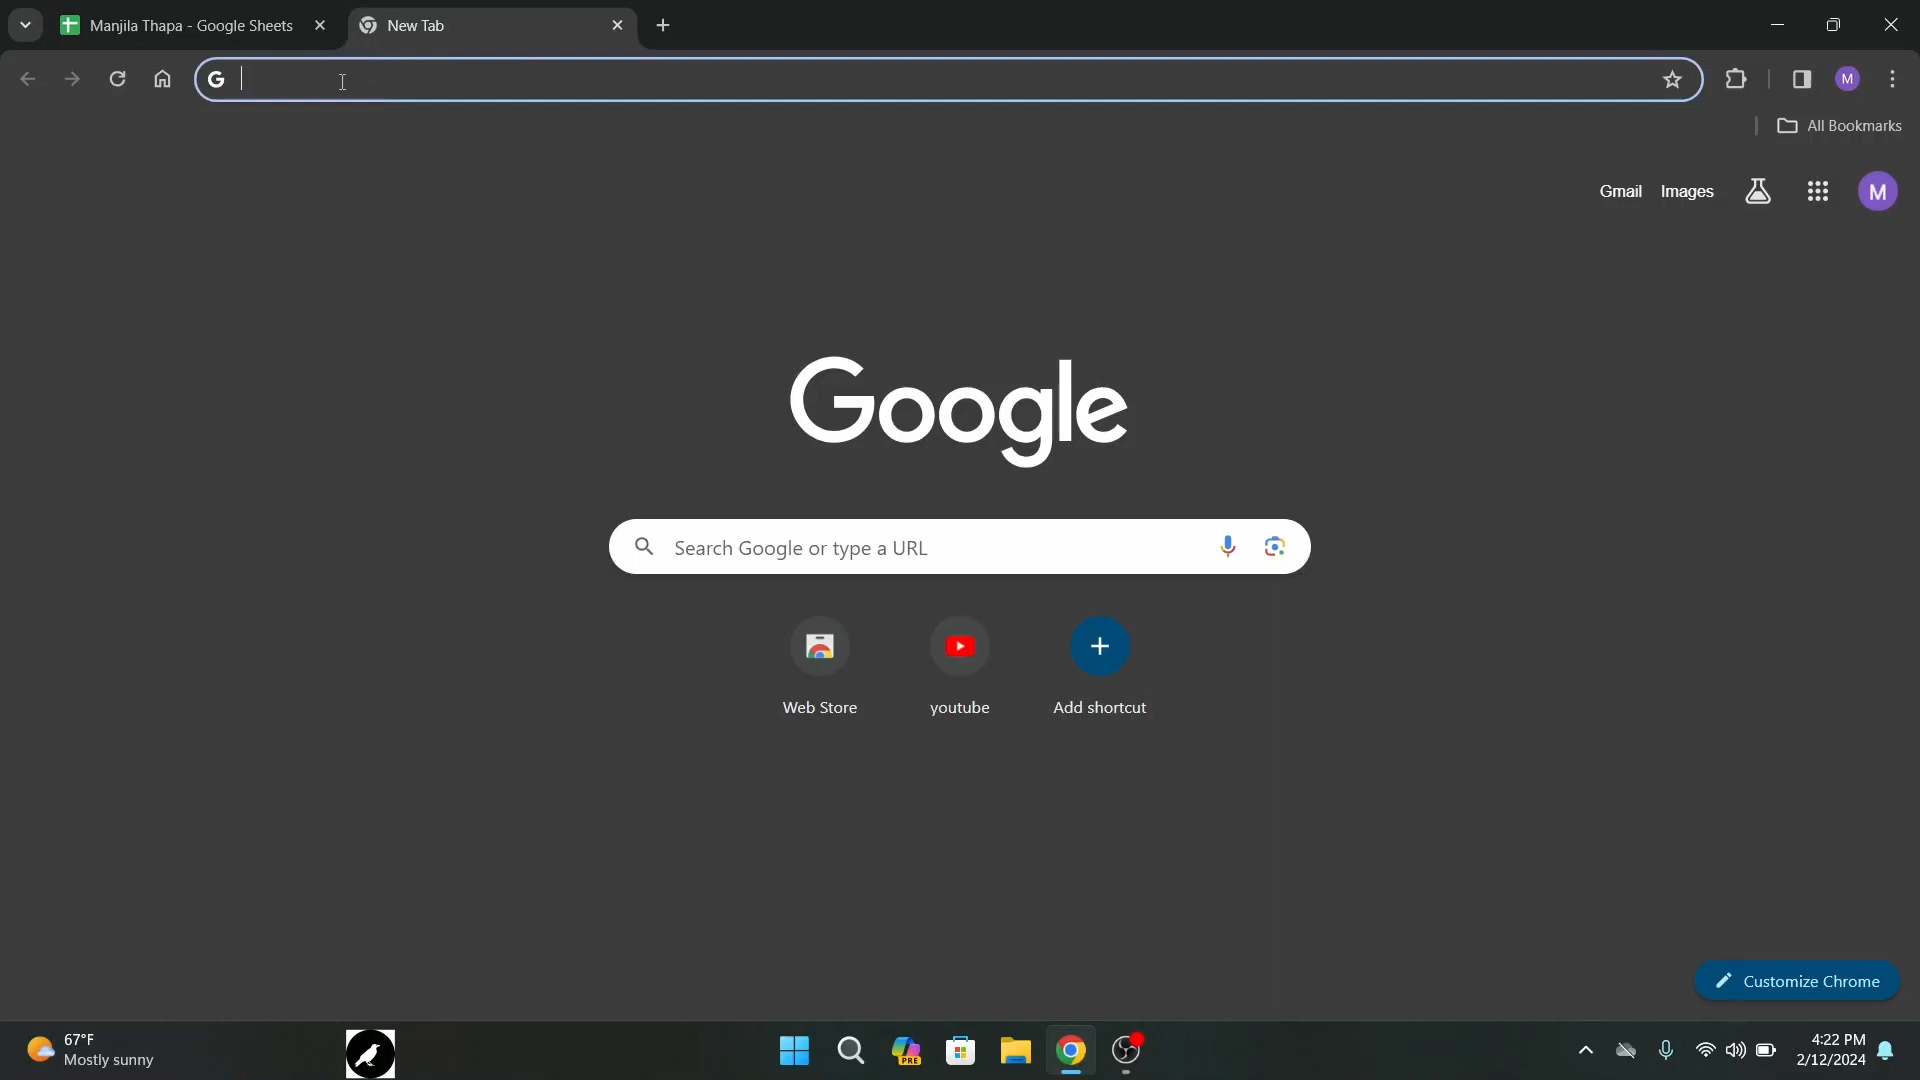 Manjila Thapa - Google Sheets
New Tab
M
All Bookmarks
Gmail Images
M
Google
Search Google or type a URL
Web Store youtube Add shortcut
Customize Chrome
67°F
Mostly sunny
PRE
4:22 PM
2/12/2024